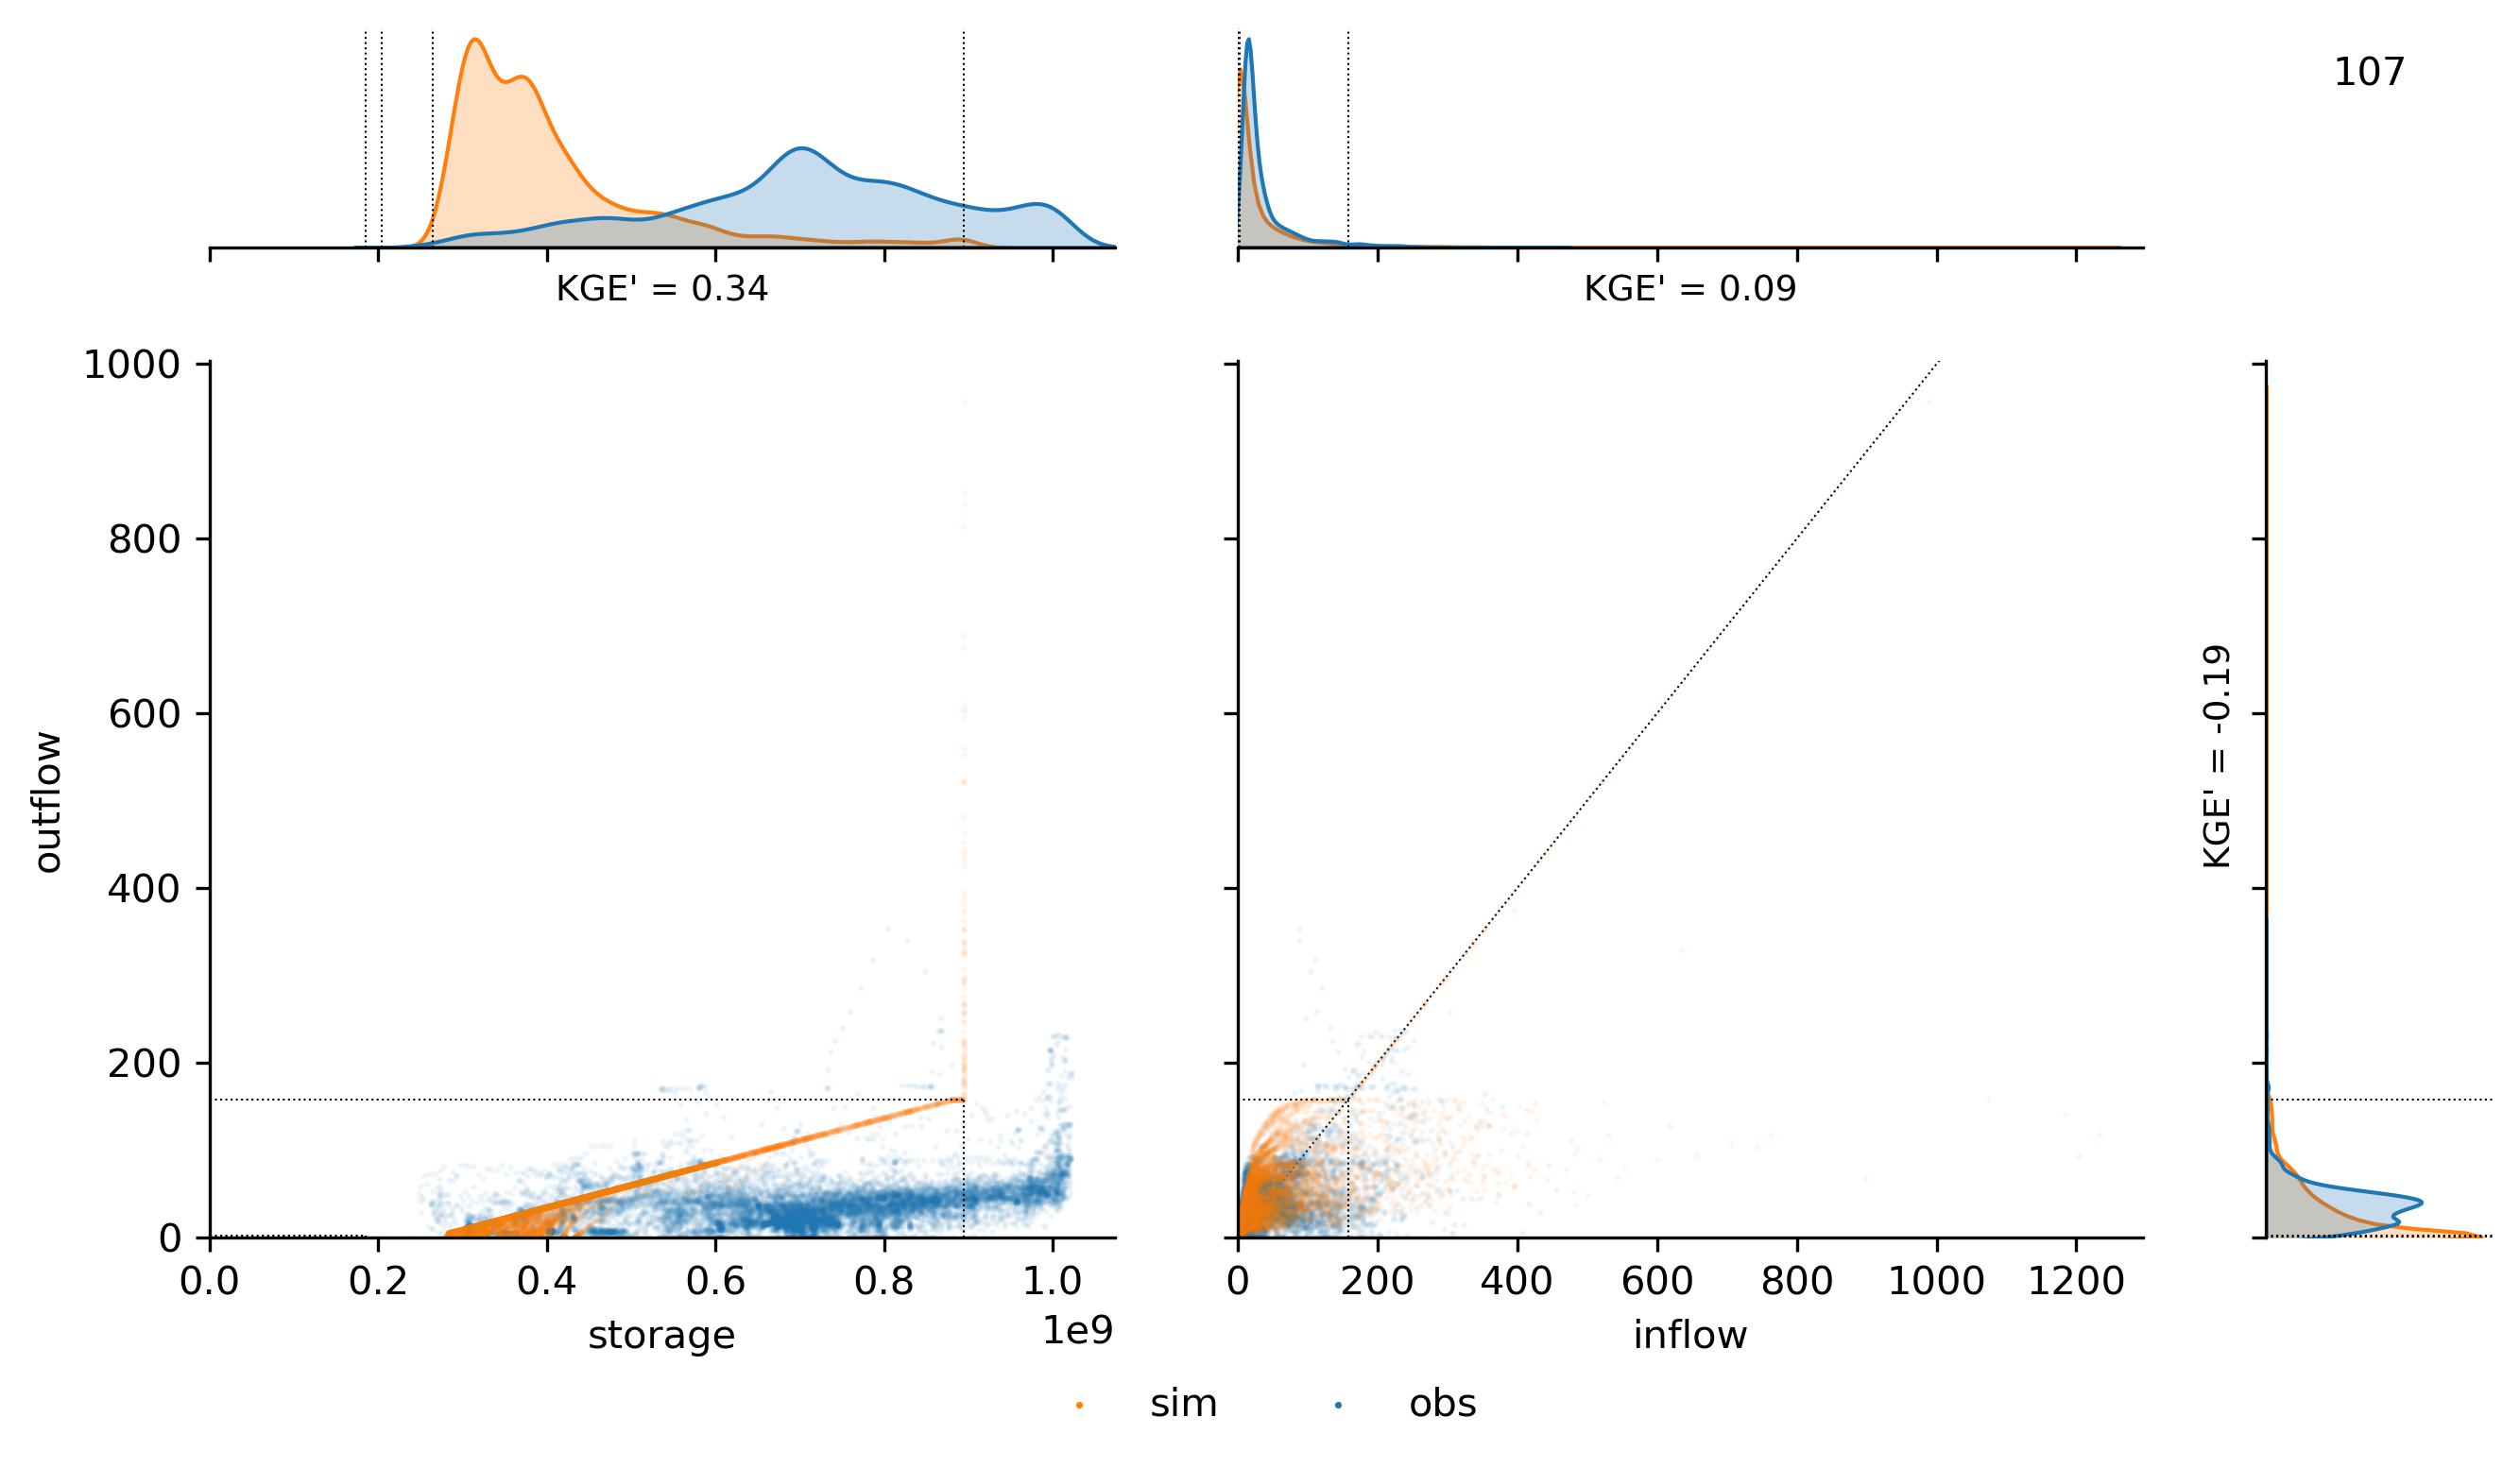 107
KGE' = 0.34
KGE' = 0.09
1000
800
600
400
200
0
outflow
KGE' = -0.19
0.0 0.2 0.4 0.6 0.8 1.0
1e9
storage
0 200 400 600 800 1000 1200
inflow
sim obs